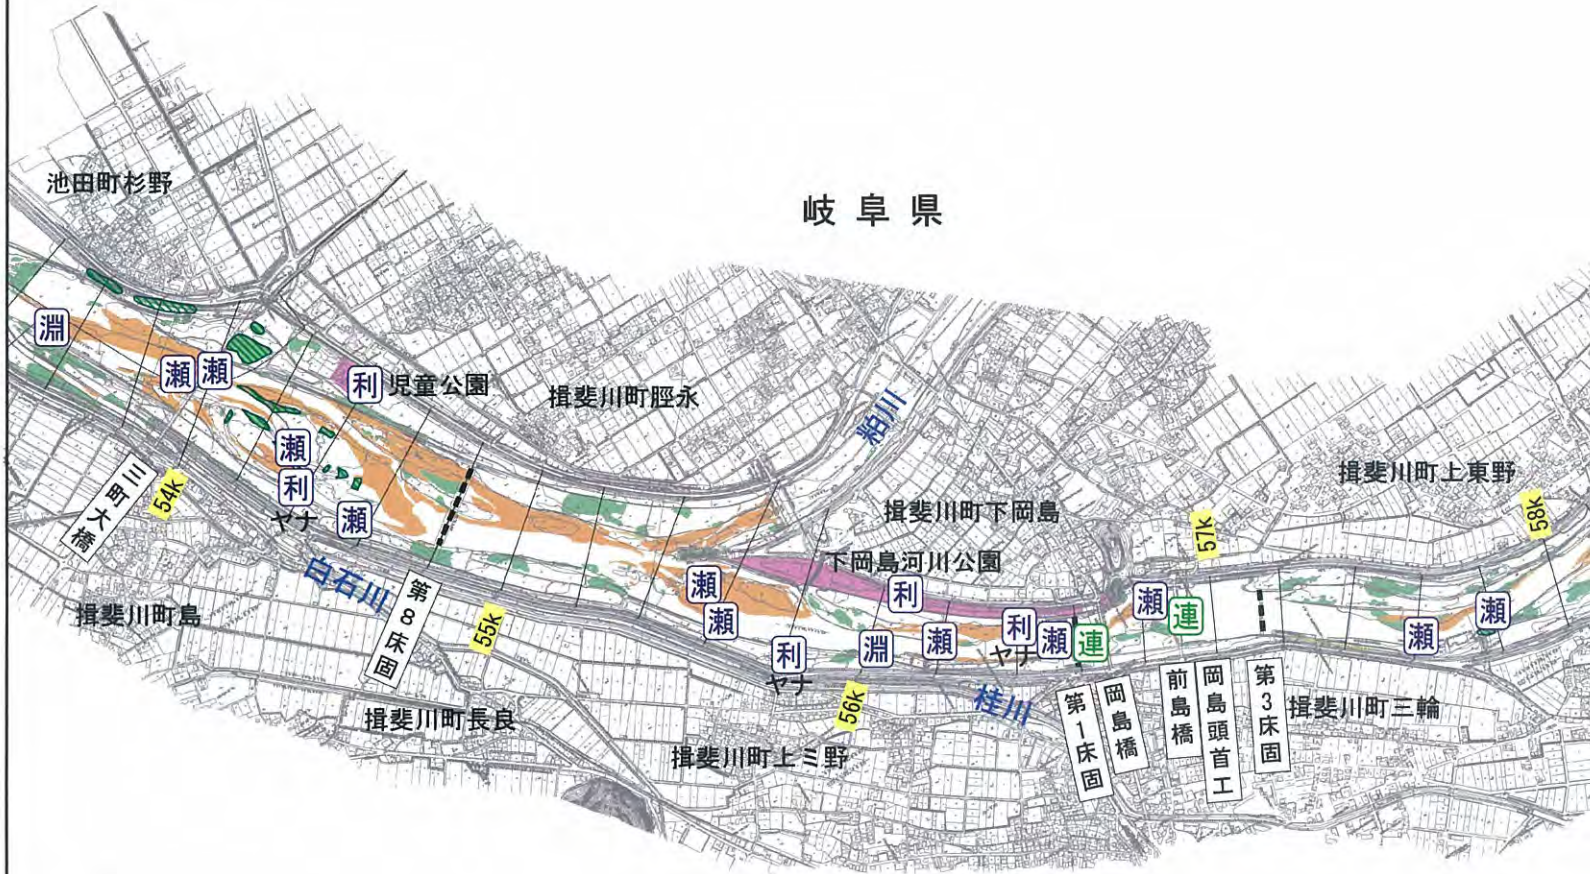 岐阜県
池田町杉野
淵
瀬
瀬
利
児童公園
揖斐川町脛永
粕川
瀬
利
ヤナ
瀬
三町大橋
54k
白石川
揖斐川町島
第8床固
55k
揖斐川町長良
揖斐川町下岡島
下岡島河川公園
利
瀬
瀬
利
ヤナ
淵
瀬
利
ヤナ
瀬
連
瀬
連
56k
桂川
揖斐川町上ミ野
第1床固
岡島橋
前島橋
岡島頭首工
第3床固
57k
揖斐川町上東野
58k
瀬
瀬
揖斐川町三輪